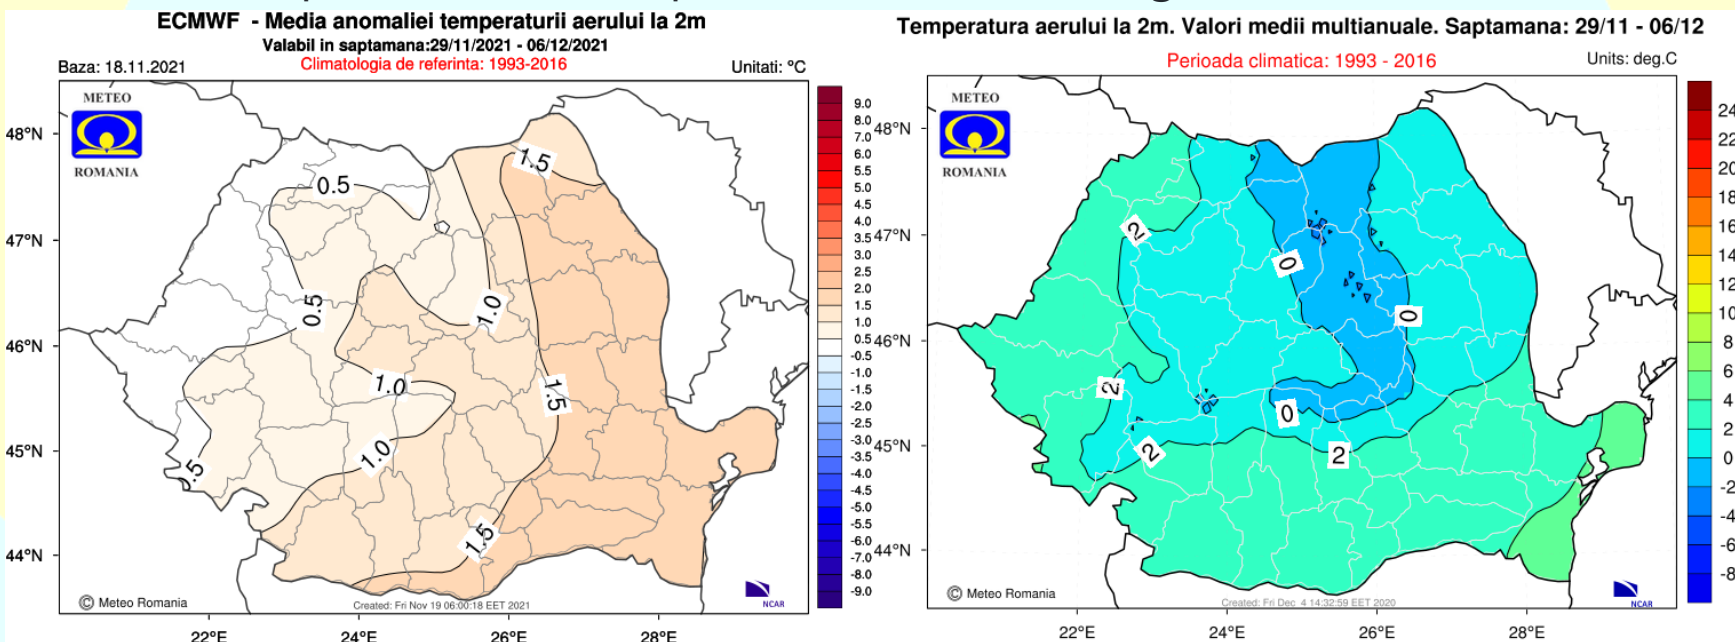 ECMWF - Media anomaliei temperaturii aerului la 2m
Valabil in saptamana:29/11/2021 - 06/12/2021
Baza: 18.11.2021
Climatologia de referinta: 1993-2016
Unitati: °C
METEO
ROMANIA
48°N
47°N
46°N
45°N
44°N
0.5
1.5
0.5
1.0
1.0
1.5
1.0
.5
1.5
9.0
8.0
7.0
6.0
5.5
5.0
4.5
4.0
3.5
3.0
2.5
2.0
1.5
1.0
0.5
-0.5
-1.0
-1.5
-2.0
-2.5
-3.0
-3.5
-4.0
-4.5
-5.0
-5.5
-6.0
-7.0
-8.0
-9.0
© Meteo Romania
Created: Fri Nov 19 06:00:18 EET 2021
NCAR
22°E
24°E
26°E
28°E
Temperatura aerului la 2m. Valori medii multianuale. Saptamana: 29/11 - 06/12
Perioada climatica: 1993 - 2016
Units: deg.C
METEO
ROMANIA
48°N
47°N
46°N
45°N
44°N
2
0
0
2
0
2
2
24
22
20
18
16
14
12
10
8
6
4
2
0
-2
-4
-6
-8
© Meteo Romania
Created: Fri Dec 4 14:32:59 EET 2020
NCAR
22°E
24°E
26°E
28°E